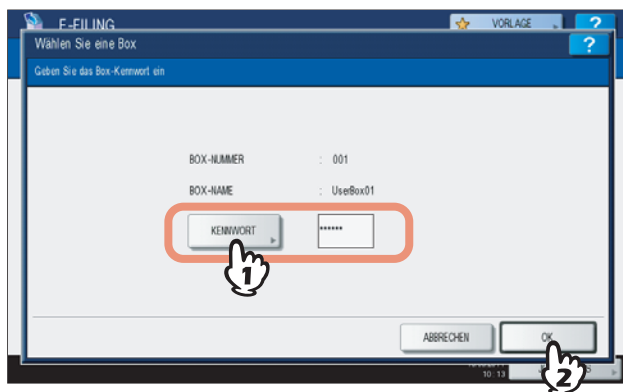 E-FILING
VORLAGE
?
Wählen Sie eine Box
?
Geben Sie das Box-Kennwort ein
BOX-NUMMER : 001
BOX-NAME : UserBox01
KENNWORT
******
1
ABBRECHEN
OK
10:13
2